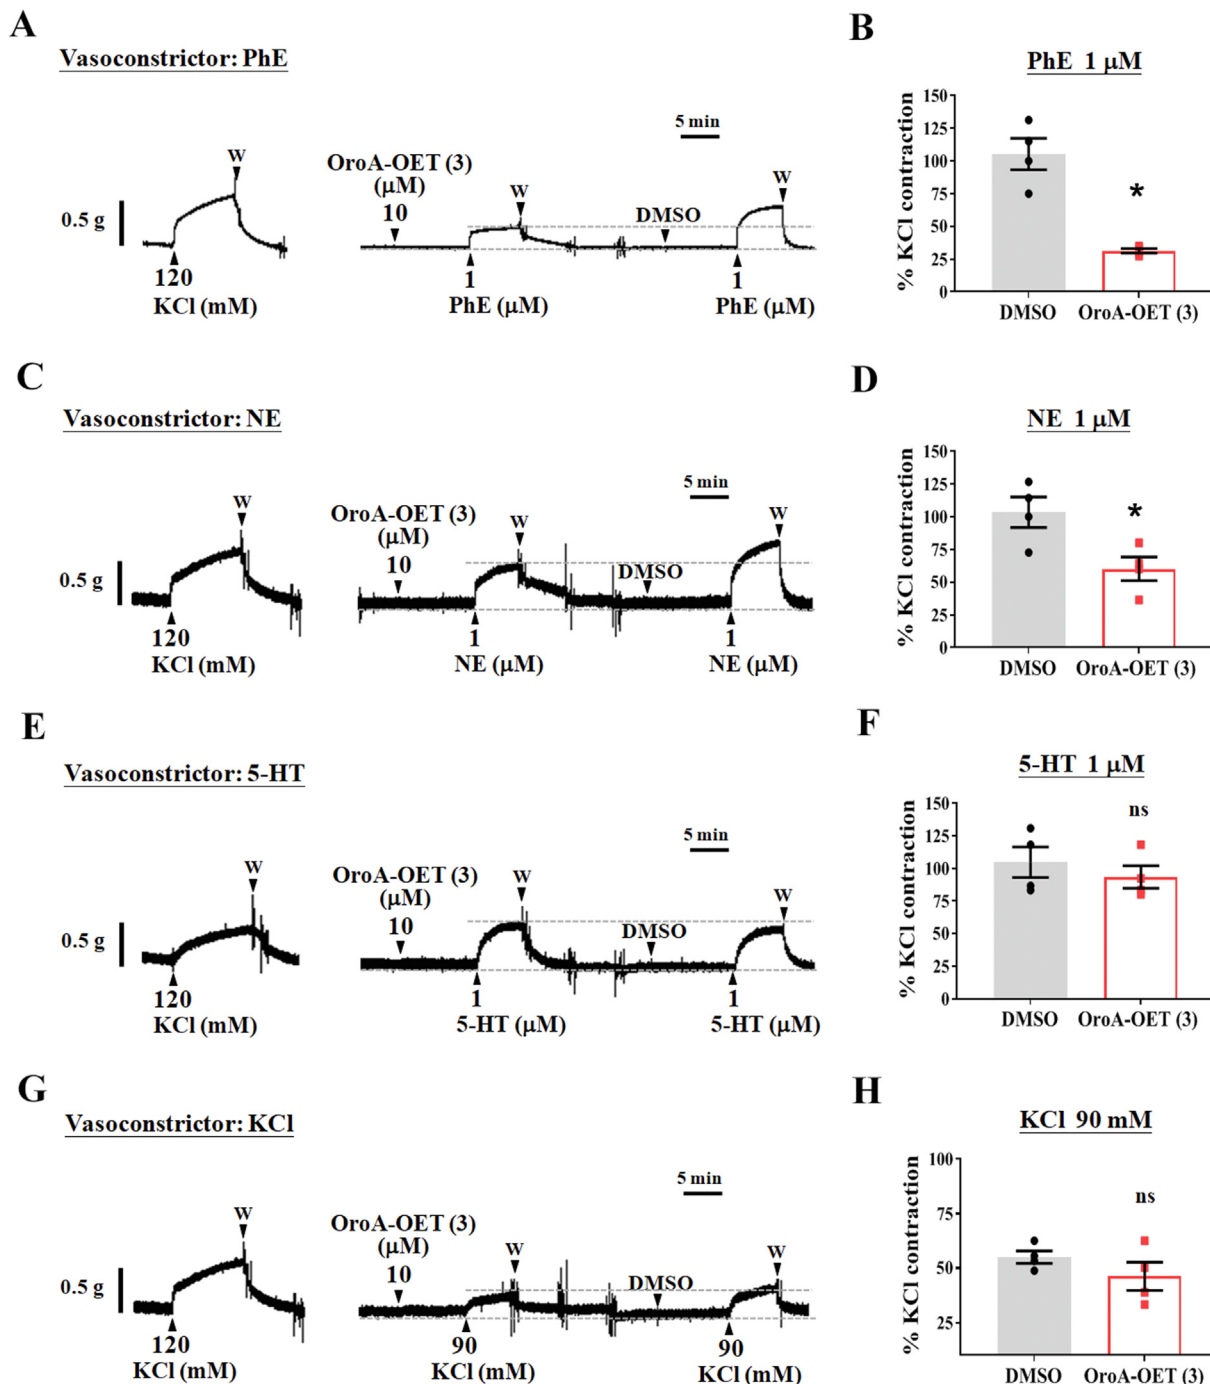 A
Vasoconstrictor: PhE
5 min
W
OroA-OET (3)
(μM)
10
W
W
0.5 g
DMSO
120
KCl (mM)
1
PhE (μM)
1
PhE (μM)
B
PhE 1 μM
% KCl contraction
150
125
100
75
50
25
0
*
DMSO
OroA-OET (3)
C
Vasoconstrictor: NE
5 min
W
OroA-OET (3)
(μM)
10
W
W
0.5 g
DMSO
120
KCl (mM)
1
NE (μM)
1
NE (μM)
D
NE 1 μM
% KCl contraction
150
125
100
75
50
25
0
*
DMSO
OroA-OET (3)
E
Vasoconstrictor: 5-HT
5 min
W
OroA-OET (3)
(μM)
10
W
W
0.5 g
DMSO
120
KCl (mM)
1
5-HT (μM)
1
5-HT (μM)
F
5-HT 1 μM
% KCl contraction
150
125
100
75
50
25
0
ns
DMSO
OroA-OET (3)
G
Vasoconstrictor: KCl
5 min
W
OroA-OET (3)
(μM)
10
W
W
0.5 g
DMSO
120
KCl (mM)
90
KCl (mM)
90
KCl (mM)
H
KCl 90 mM
% KCl contraction
100
75
50
25
ns
DMSO
OroA-OET (3)